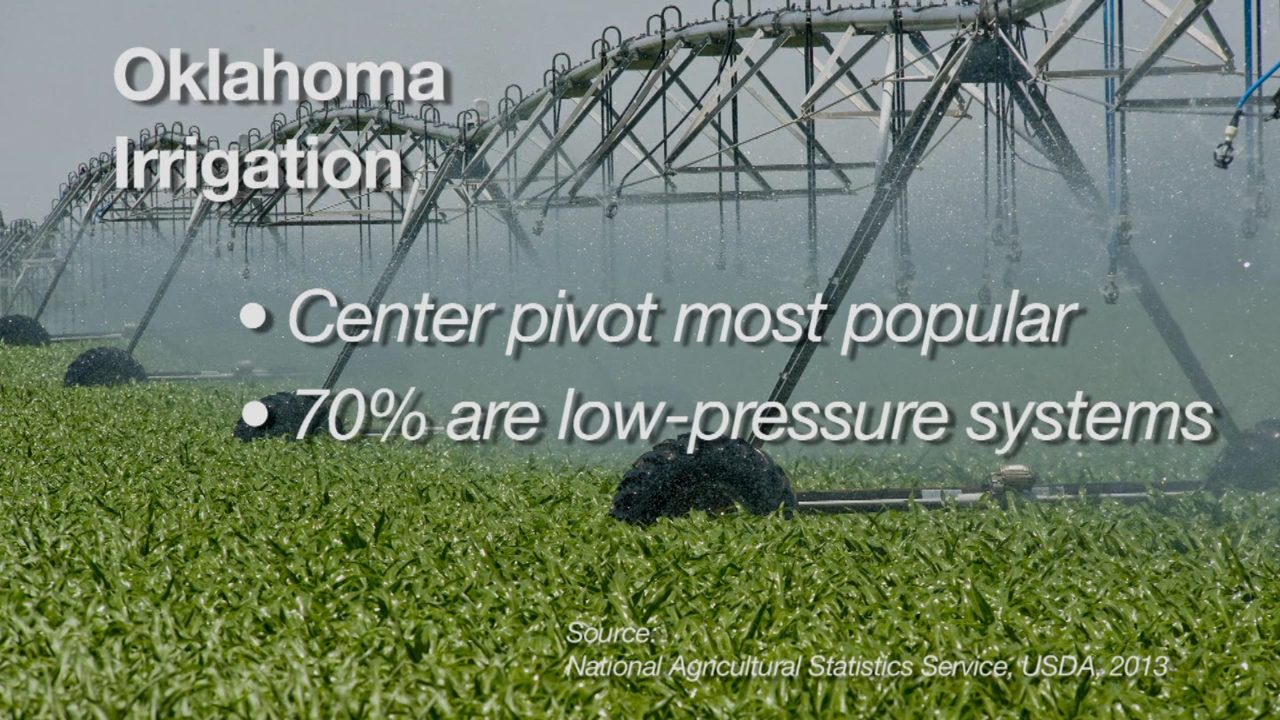 Oklahoma
Irrigation
• Center pivot most popular
• 70% are low-pressure systems
Source:
National Agricultural Statistics Service, USDA, 2013